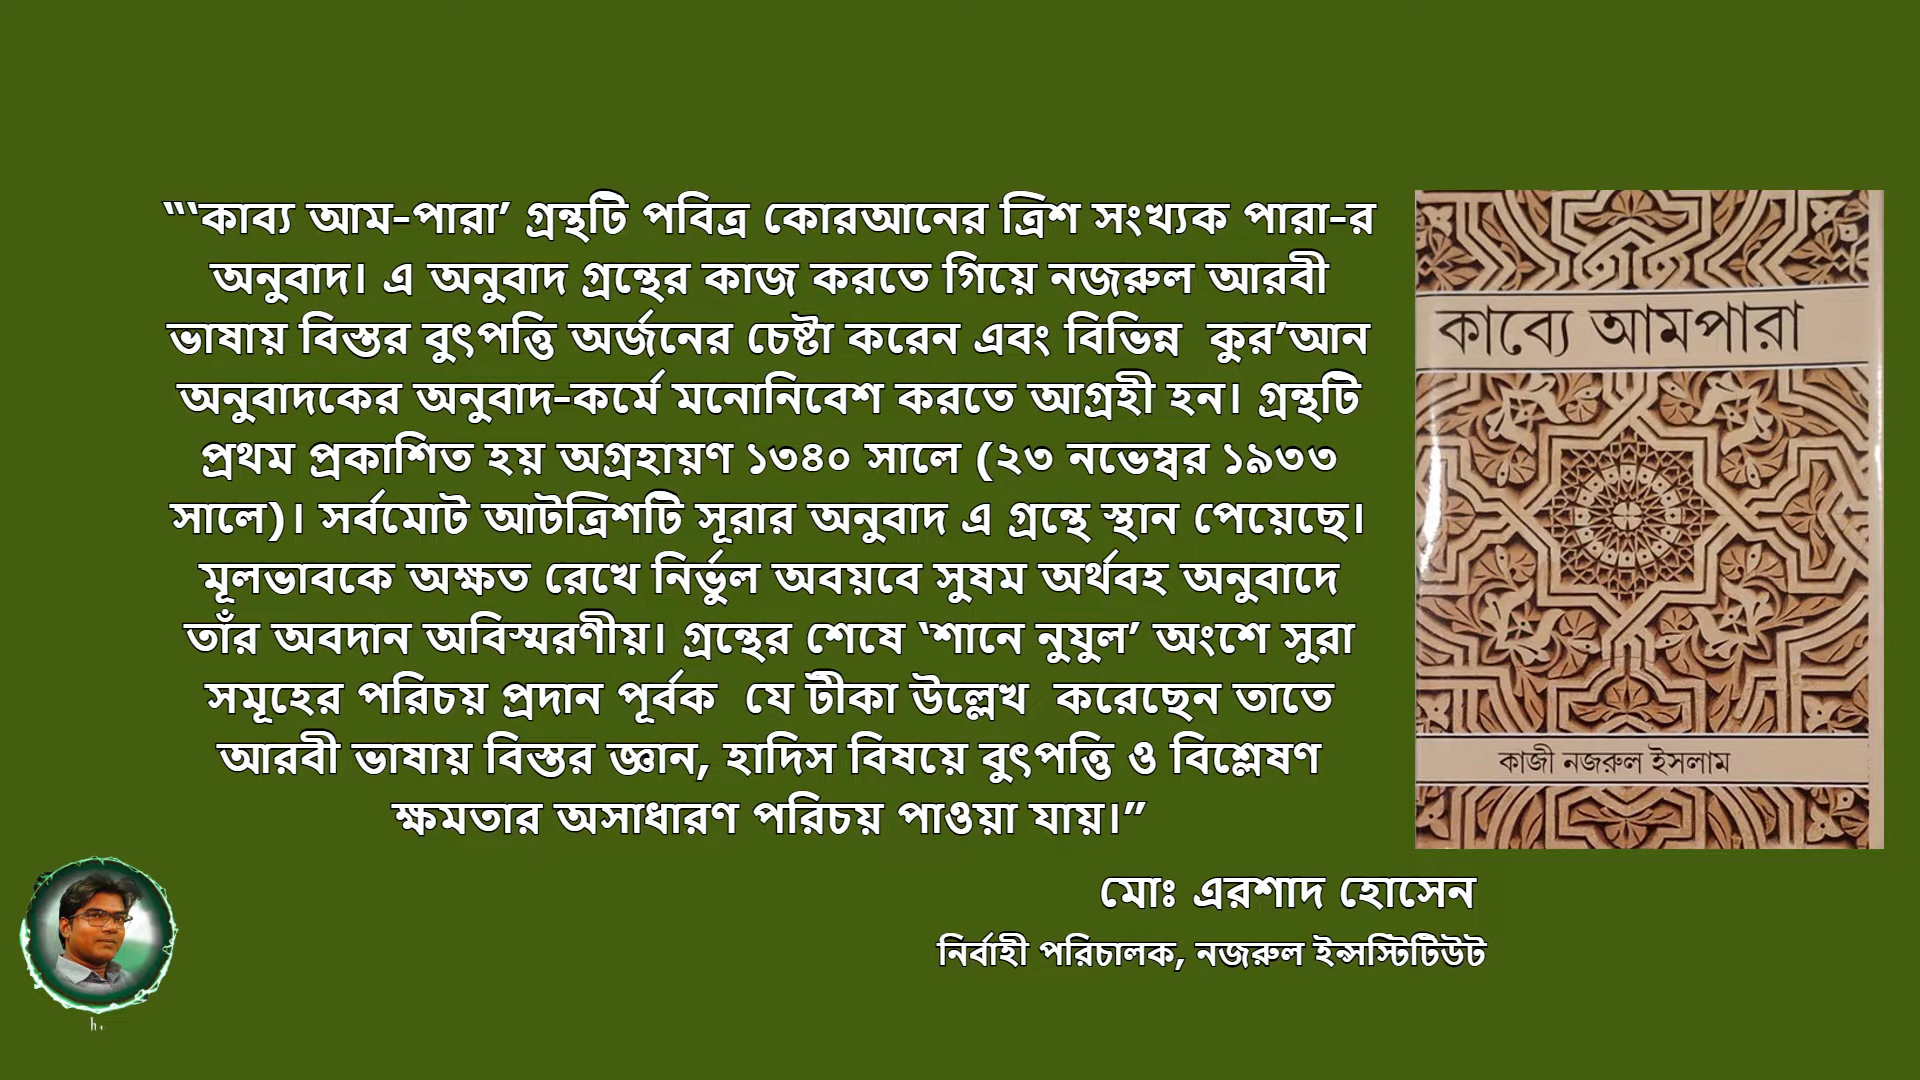 “‘কাব্য আম-পারা’ গ্রন্থটি পবিত্র কোরআনের ত্রিশ সংখ্যক পারা-র
অনুবাদ। এ অনুবাদ গ্রন্থের কাজ করতে গিয়ে নজরুল আরবী
ভাষায় বিস্তর বুৎপত্তি অর্জনের চেষ্টা করেন এবং বিভিন্ন কুর’আন
অনুবাদকের অনুবাদ-কর্মে মনোনিবেশ করতে আগ্রহী হন। গ্রন্থটি
প্রথম প্রকাশিত হয় অগ্রহায়ণ ১৩৪০ সালে (২৩ নভেম্বর ১৯৩৩
সালে)। সর্বমোট আটত্রিশটি সূরার অনুবাদ এ গ্রন্থে স্থান পেয়েছে।
মূলভাবকে অক্ষত রেখে নির্ভুল অবয়বে সুষম অর্থবহ অনুবাদে
তাঁর অবদান অবিস্মরণীয়। গ্রন্থের শেষে ‘শানে নুযুল’ অংশে সুরা
সমূহের পরিচয় প্রদান পূর্বক যে টীকা উল্লেখ করেছেন তাতে
আরবী ভাষায় বিস্তর জ্ঞান, হাদিস বিষয়ে বুৎপত্তি ও বিশ্লেষণ
ক্ষমতার অসাধারণ পরিচয় পাওয়া যায়।”
মোঃ এরশাদ হোসেন
নির্বাহী পরিচালক, নজরুল ইন্সস্টিটিউট
কাব্যে আমপারা
কাজী নজরুল ইসলাম